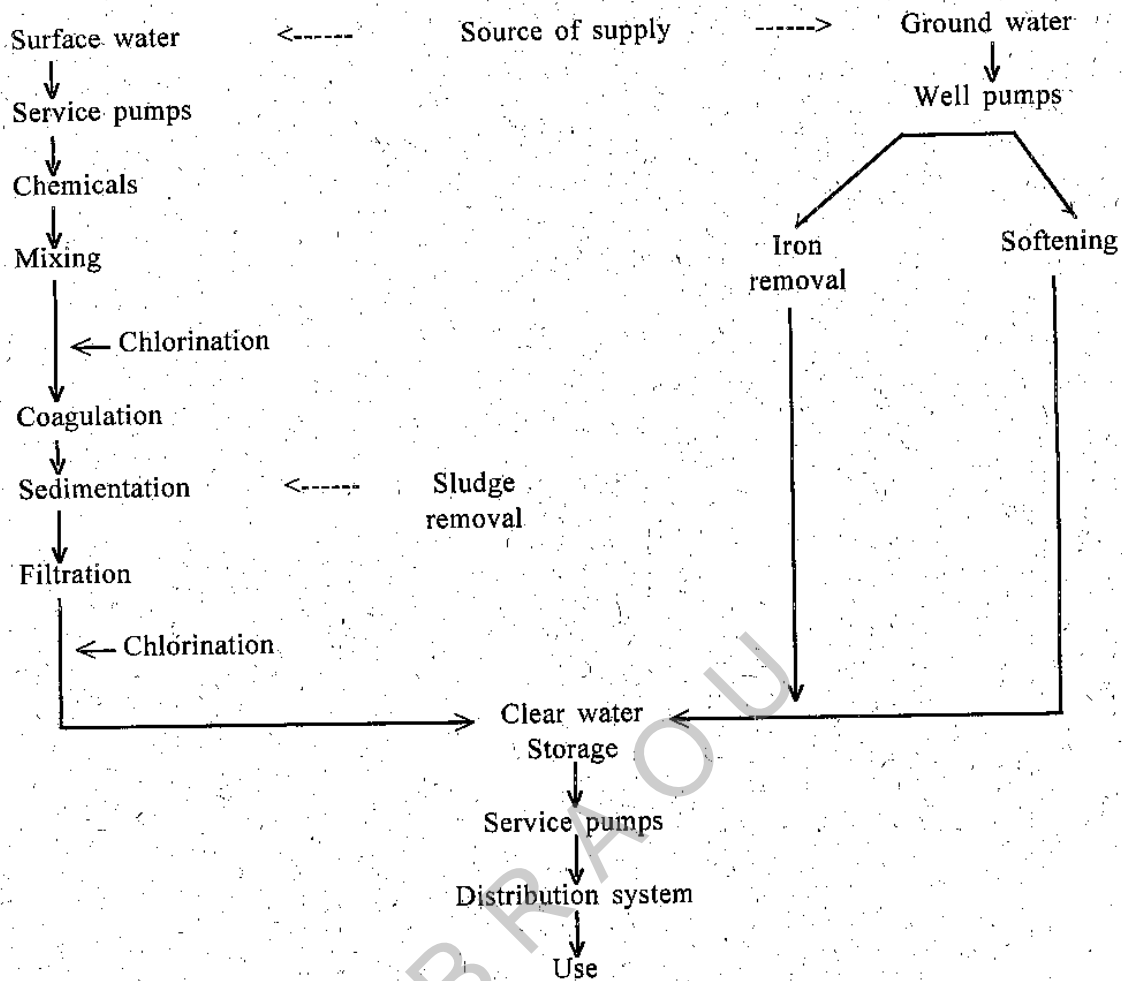 Surface water <------ Source of supply ------> Ground water
Service pumps
Well pumps
Chemicals
Mixing
Iron
removal
Softening
Chlorination
Coagulation
Sedimentation <------ Sludge
removal
Filtration
Chlorination
Clear water
Storage
Service pumps
Distribution system
Use
BRAOU